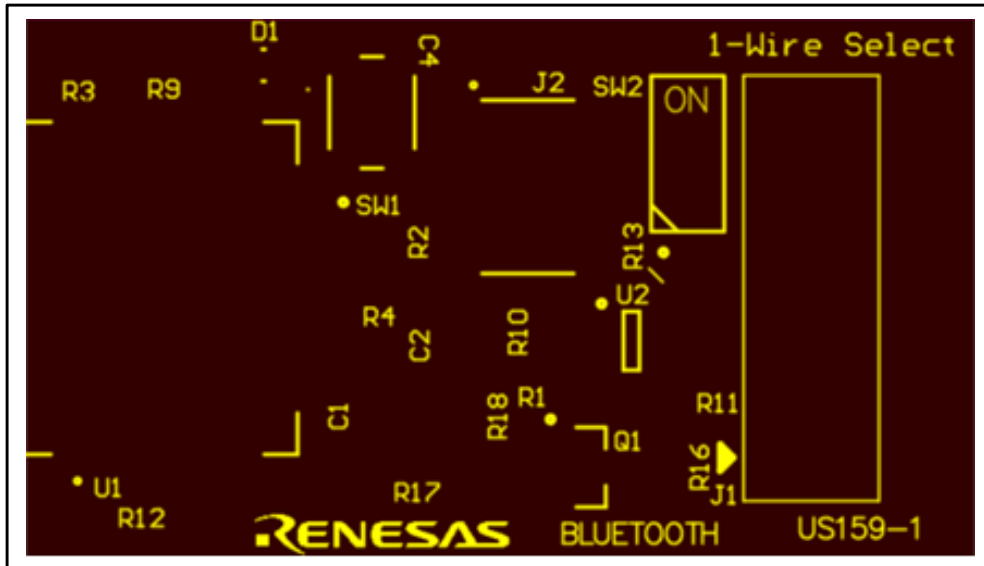 D1
C4
1-Wire Select
R3
R9
J2
SW2
ON
SW1
R2
R13
U2
R4
C2
R10
R1
R11
C1
R18
Q1
R16
U1
R17
J1
R12
RENESAS
BLUETOOTH
US159-1